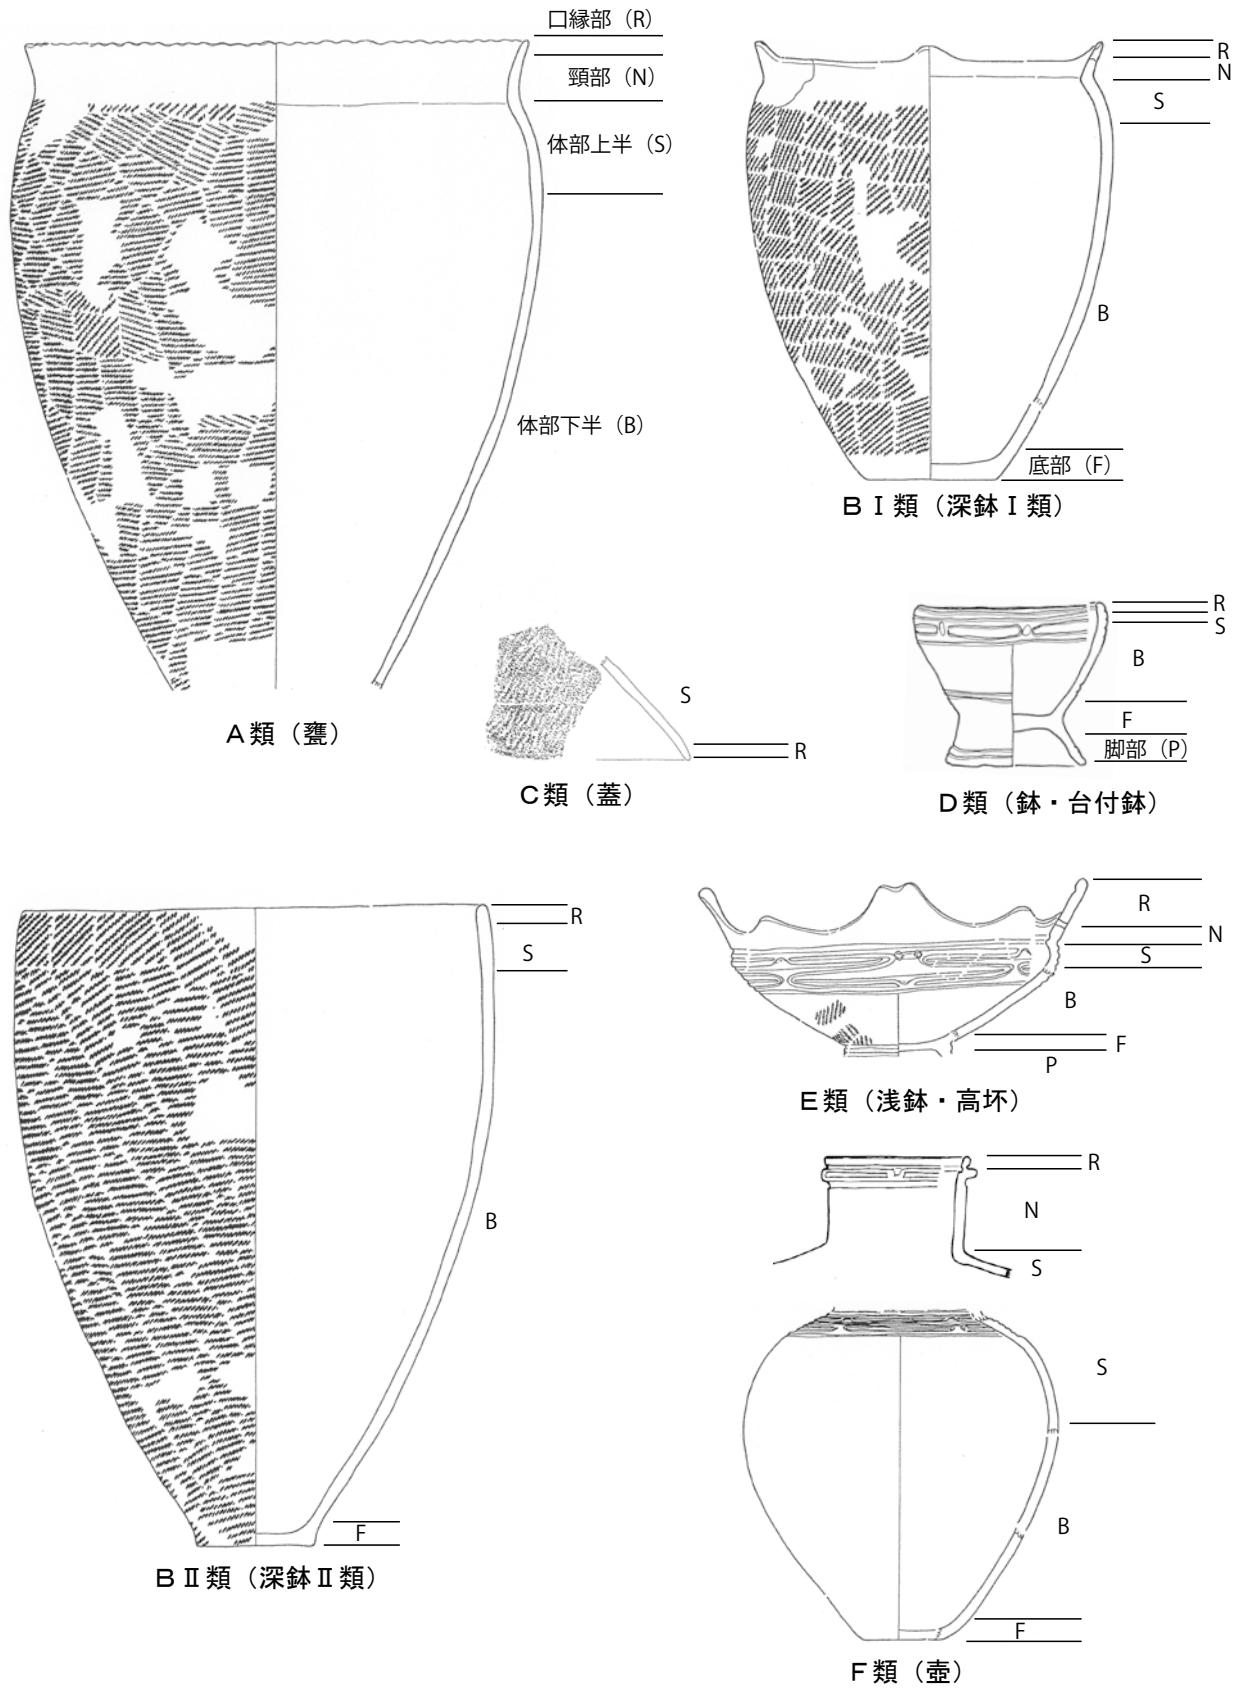 口縁部（R）
頸部（N）
体部上半（S）
体部下半（B）
A類（甕）
R
N
S
B
底部（F）
BⅠ類（深鉢Ⅰ類）
S
R
C類（蓋）
R
S
B
F
脚部（P）
D類（鉢・台付鉢）
R
S
B
F
BⅡ類（深鉢Ⅱ類）
R
N
S
B
F
P
E類（浅鉢・高坏）
R
N
S
S
B
F
F類（壺）